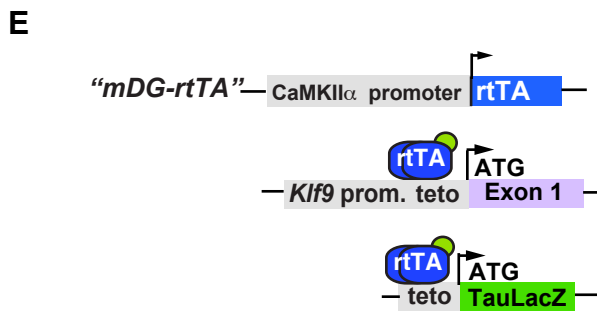 E
“mDG-rtTA” CaMKIIα promoter rtTA
rtTA
ATG
Klf9 prom. teto Exon 1
rtTA
ATG
teto TauLacZ